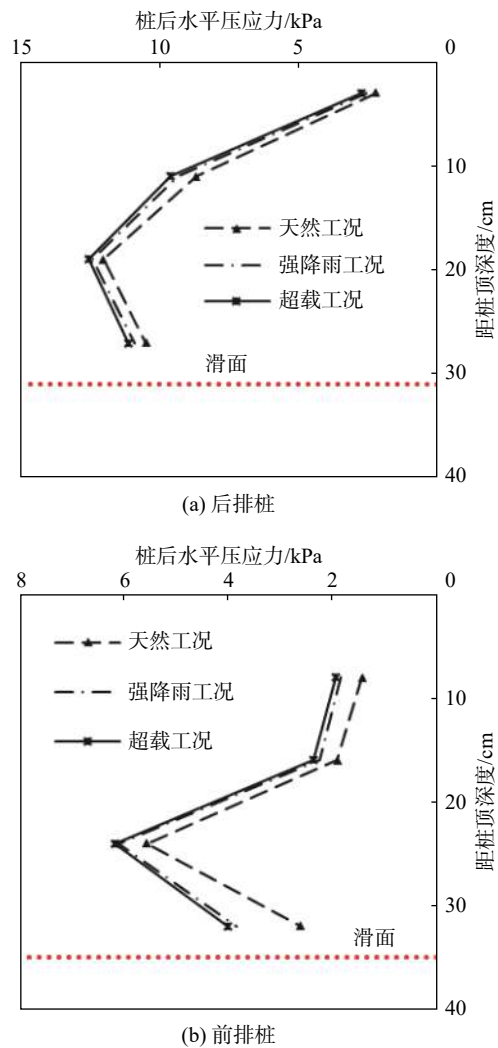 桩后水平压应力/kPa
15 10 5 0
10
20
30
40
距桩顶深度/cm
天然工况
强降雨工况
超载工况
滑面
(a) 后排桩
桩后水平压应力/kPa
8 6 4 2 0
10
20
30
40
距桩顶深度/cm
天然工况
强降雨工况
超载工况
滑面
(b) 前排桩